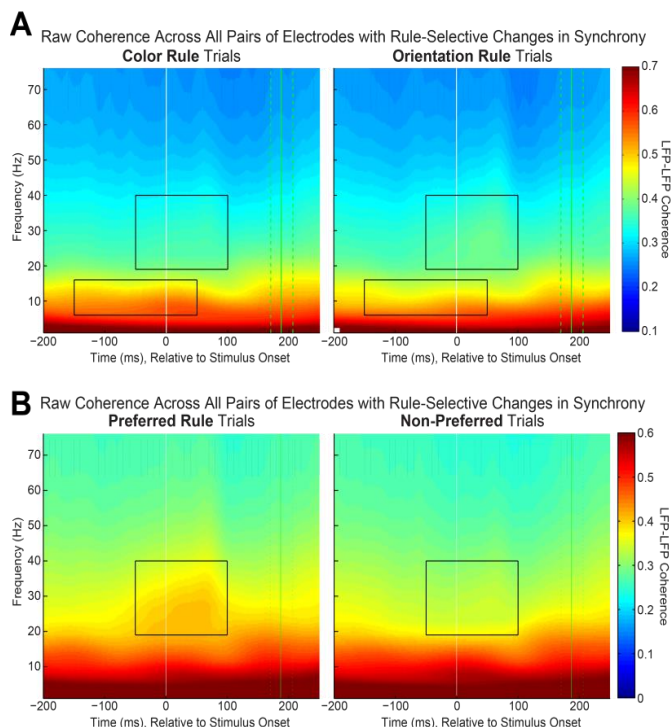 A
Raw Coherence Across All Pairs of Electrodes with Rule-Selective Changes in Synchrony
Color Rule Trials
Orientation Rule Trials
Frequency (Hz)
70
60
50
40
30
20
10
−200 −100 0 100 200
Time (ms), Relative to Stimulus Onset
−200 −100 0 100 200
Time (ms), Relative to Stimulus Onset
0.7
0.6
0.5
0.4
0.3
0.2
0.1
LFP-LFP Coherence
B
Raw Coherence Across All Pairs of Electrodes with Rule-Selective Changes in Synchrony
Preferred Rule Trials
Non-Preferred Trials
Frequency (Hz)
70
60
50
40
30
20
10
−200 −100 0 100 200
Time (ms), Relative to Stimulus Onset
−200 −100 0 100 200
Time (ms), Relative to Stimulus Onset
0.6
0.5
0.4
0.3
0.2
0.1
0
LFP-LFP Coherence